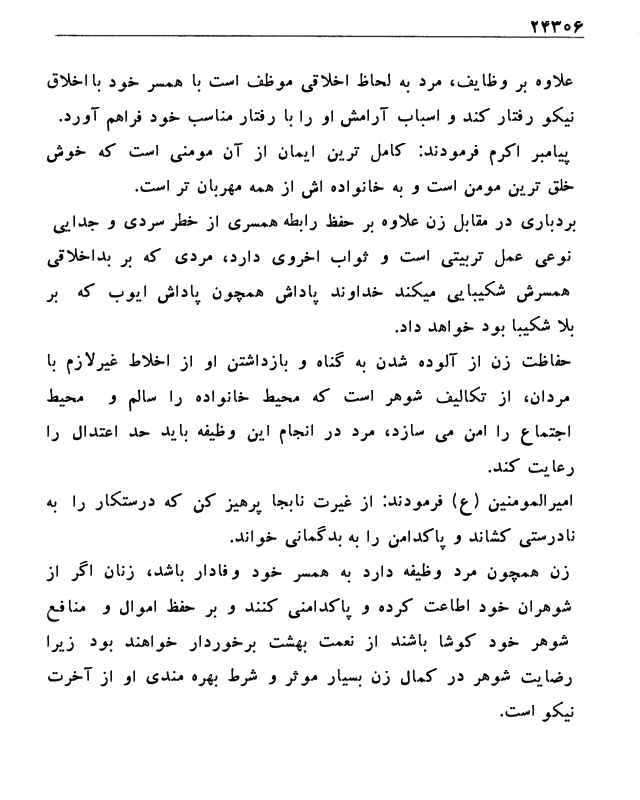 ۲۴۳۰۶
علاوه بر وظایف، مرد به لحاظ اخلاقی موظف است با همسر خود با اخلاق
نیکو رفتار کند و اسباب آرامش او را با رفتار مناسب خود فراهم آورد.
پیامبر اکرم فرمودند: کامل ترین ایمان از آن مومنی است که خوش
خلق ترین مومن است و به خانواده اش از همه مهربان تر است.
بردباری در مقابل زن علاوه بر حفظ رابطه همسری از خطر سردی و جدایی
نوعی عمل تربیتی است و ثواب اخروی دارد، مردی که بر بداخلاقی
همسرش شکیبایی میکند خداوند پاداش همچون پاداش ایوب که بر
بلا شکیبا بود خواهد داد.
حفاظت زن از آلوده شدن به گناه و بازداشتن او از اخلاط غیرلازم با
مردان، از تکالیف شوهر است که محیط خانواده را سالم و محیط
اجتماع را امن می سازد، مرد در انجام این وظیفه باید حد اعتدال را
رعایت کند.
امیرالمومنین (ع) فرمودند: از غیرت نابجا پرهیز کن که درستکار را به
نادرستی کشاند و پاکدامن را به بدگمانی خواند.
زن همچون مرد وظیفه دارد به همسر خود وفادار باشد، زنان اگر از
شوهران خود اطاعت کرده و پاکدامنی کنند و بر حفظ اموال و منافع
شوهر خود کوشا باشند از نعمت بهشت برخوردار خواهند بود زیرا
رضایت شوهر در کمال زن بسیار موثر و شرط بهره مندی او از آخرت
نیکو است.